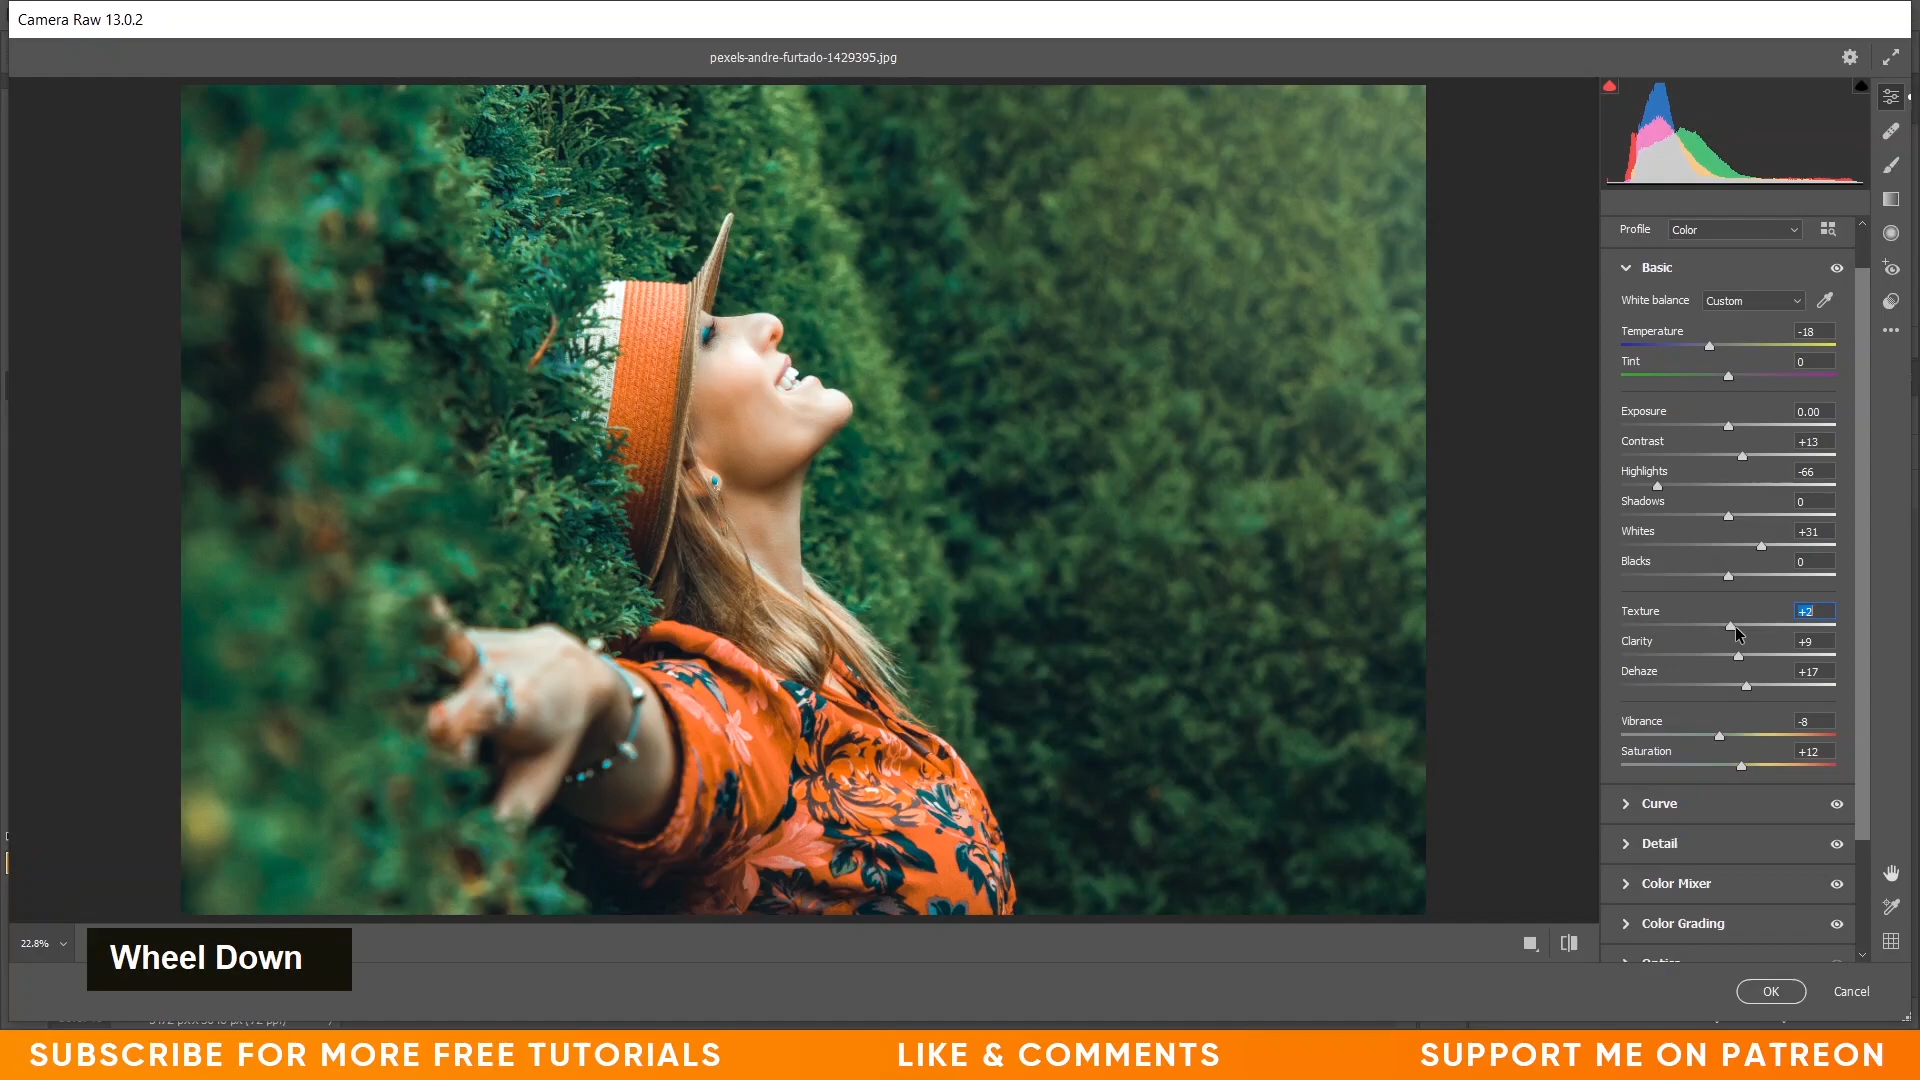 Camera Raw 13.0.2
pexels-andre-furtado-1429395.jpg
Profile Color
Basic
White balance Custom
Temperature -18
Tint 0
Exposure 0.00
Contrast +13
Highlights -66
Shadows 0
Whites +31
Blacks 0
Texture +2
Clarity +9
Dehaze +17
Vibrance -8
Saturation +12
Curve
Detail
Color Mixer
Color Grading
22.8%
Wheel Down
OK Cancel
SUBSCRIBE FOR MORE FREE TUTORIALS LIKE & COMMENTS SUPPORT ME ON PATREON